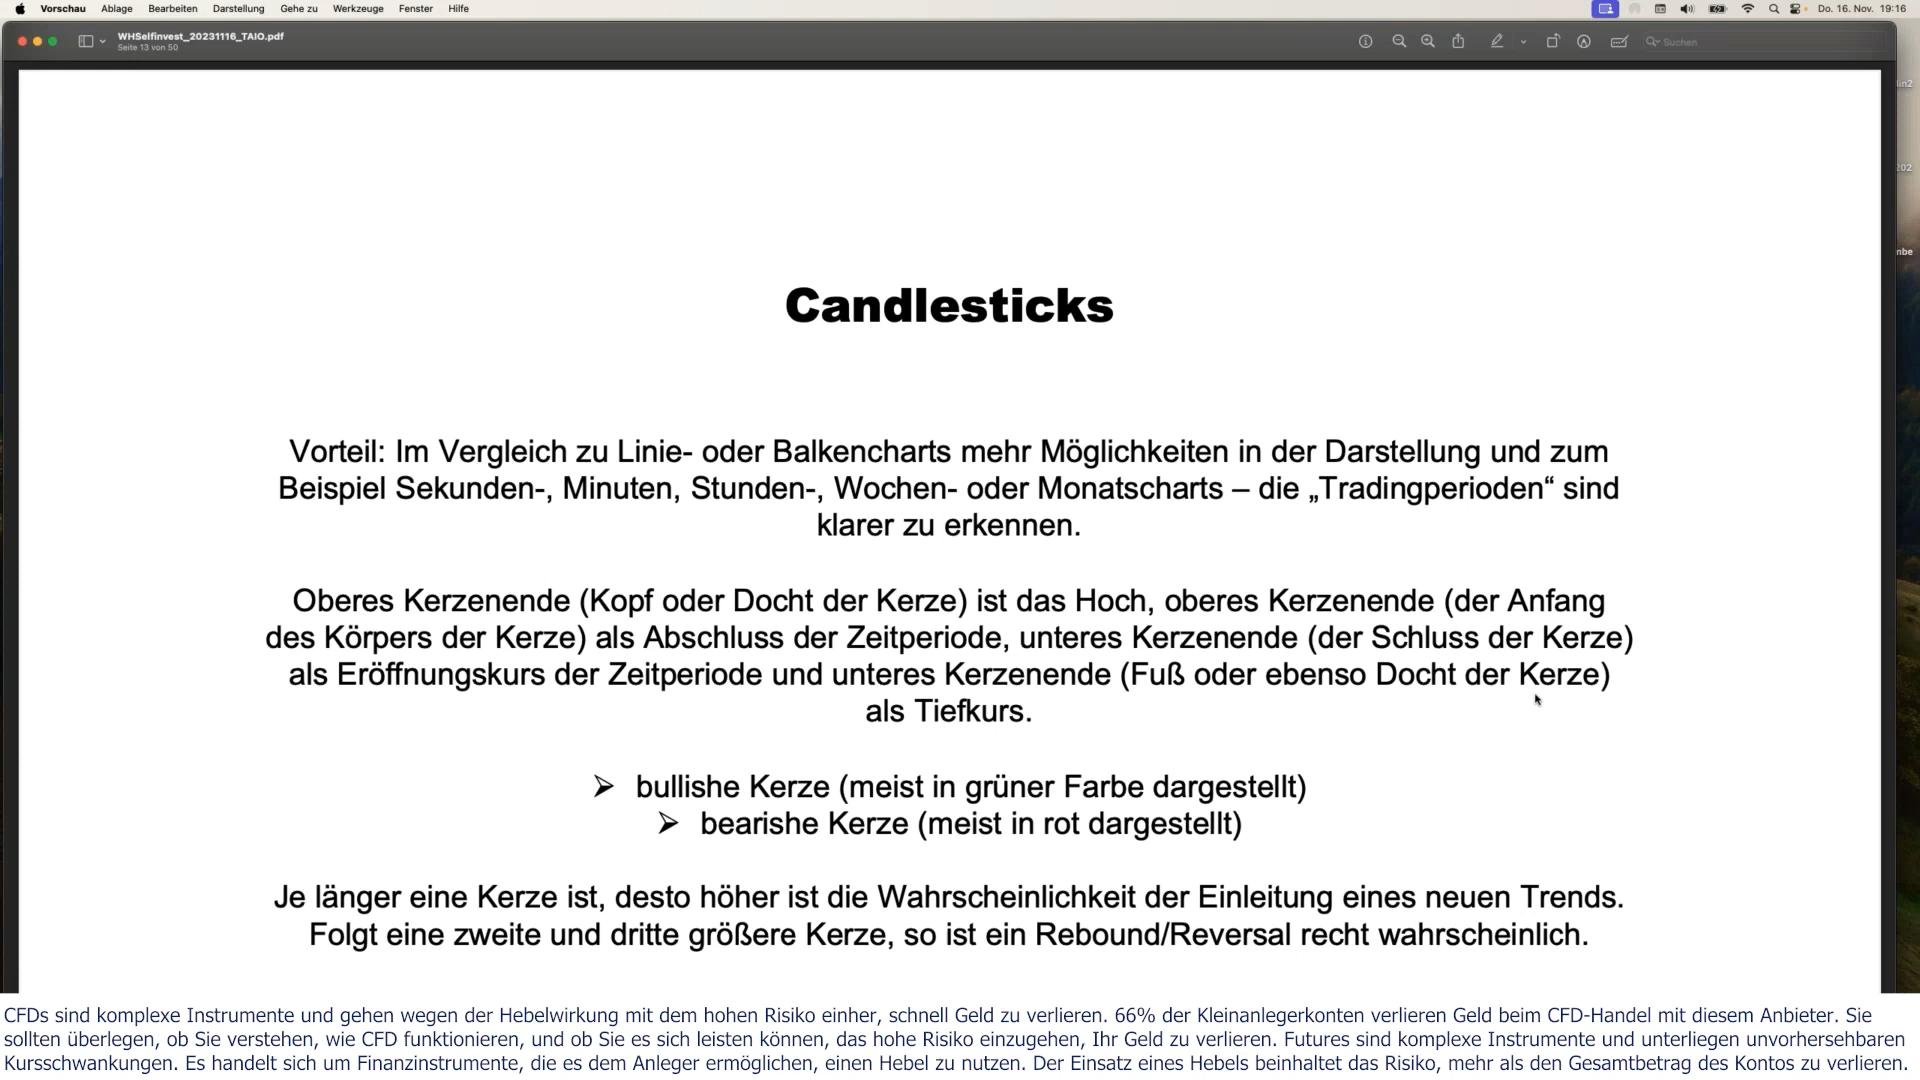 Vorschau Ablage Bearbeiten Darstellung Gehe zu Werkzeuge Fenster Hilfe
Do. 16. Nov. 19:16
WHSelfinvest_20231116_TAIO.pdf
Seite 13 von 50
Suchen
Candlesticks
Vorteil: Im Vergleich zu Linie- oder Balkencharts mehr Möglichkeiten in der Darstellung und zum
Beispiel Sekunden-, Minuten, Stunden-, Wochen- oder Monatscharts – die „Tradingperioden“ sind
klarer zu erkennen.
Oberes Kerzenende (Kopf oder Docht der Kerze) ist das Hoch, oberes Kerzenende (der Anfang
des Körpers der Kerze) als Abschluss der Zeitperiode, unteres Kerzenende (der Schluss der Kerze)
als Eröffnungskurs der Zeitperiode und unteres Kerzenende (Fuß oder ebenso Docht der Kerze)
als Tiefkurs.
➢ bullishe Kerze (meist in grüner Farbe dargestellt)
➢ bearishe Kerze (meist in rot dargestellt)
Je länger eine Kerze ist, desto höher ist die Wahrscheinlichkeit der Einleitung eines neuen Trends.
Folgt eine zweite und dritte größere Kerze, so ist ein Rebound/Reversal recht wahrscheinlich.
CFDs sind komplexe Instrumente und gehen wegen der Hebelwirkung mit dem hohen Risiko einher, schnell Geld zu verlieren. 66% der Kleinanlegerkonten verlieren Geld beim CFD-Handel mit diesem Anbieter. Sie
sollten überlegen, ob Sie verstehen, wie CFD funktionieren, und ob Sie es sich leisten können, das hohe Risiko einzugehen, Ihr Geld zu verlieren. Futures sind komplexe Instrumente und unterliegen unvorhersehbaren
Kursschwankungen. Es handelt sich um Finanzinstrumente, die es dem Anleger ermöglichen, einen Hebel zu nutzen. Der Einsatz eines Hebels beinhaltet das Risiko, mehr als den Gesamtbetrag des Kontos zu verlieren.